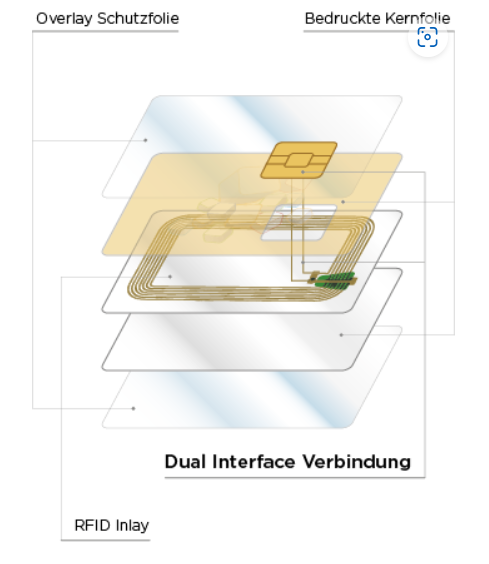 Overlay Schutzfolie
Bedruckte Kernfolie
Dual Interface Verbindung
RFID Inlay